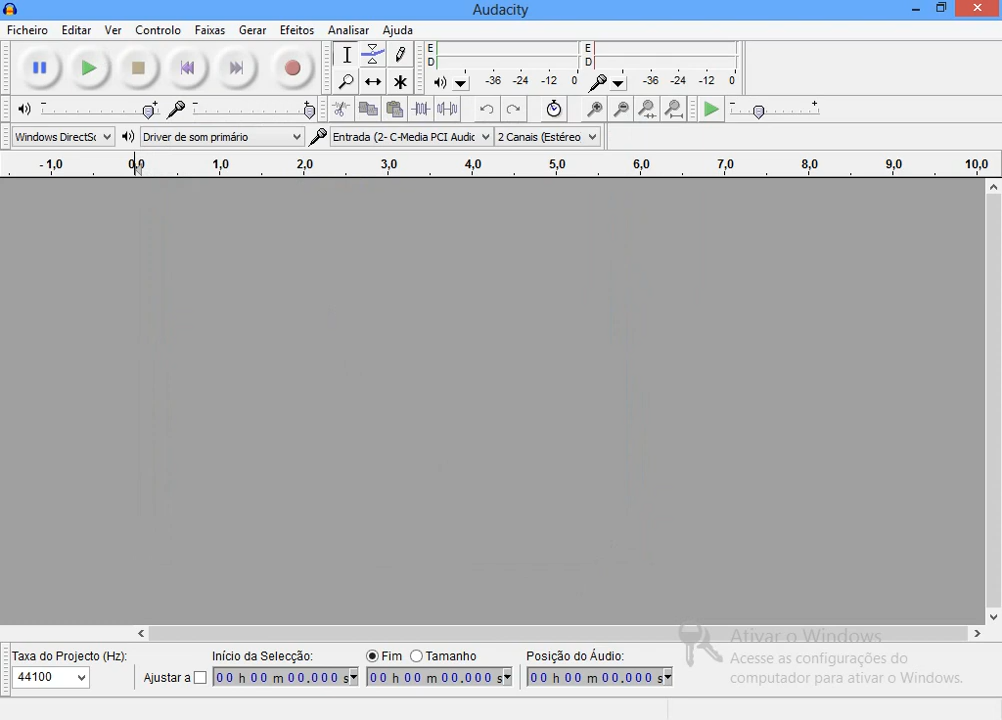 Audacity
Ficheiro Editar Ver Controlo Faixas Gerar Efeitos Analisar Ajuda
E E
D D
-36 -24 -12 0 -36 -24 -12 0
- + - + - +
Windows DirectSc Driver de som primário Entrada (2- C-Media PCI Audic 2 Canais (Estéreo
- 1,0 0,0 1,0 2,0 3,0 4,0 5,0 6,0 7,0 8,0 9,0 10,0
Ativar o Windows
Acesse as configurações do
computador para ativar o Windows.
Taxa do Projecto (Hz): Início da Selecção: Fim Tamanho Posição do Áudio:
44100 Ajustar a 00 h 00 m 00.000 s 00 h 00 m 00.000 s 00 h 00 m 00.000 s